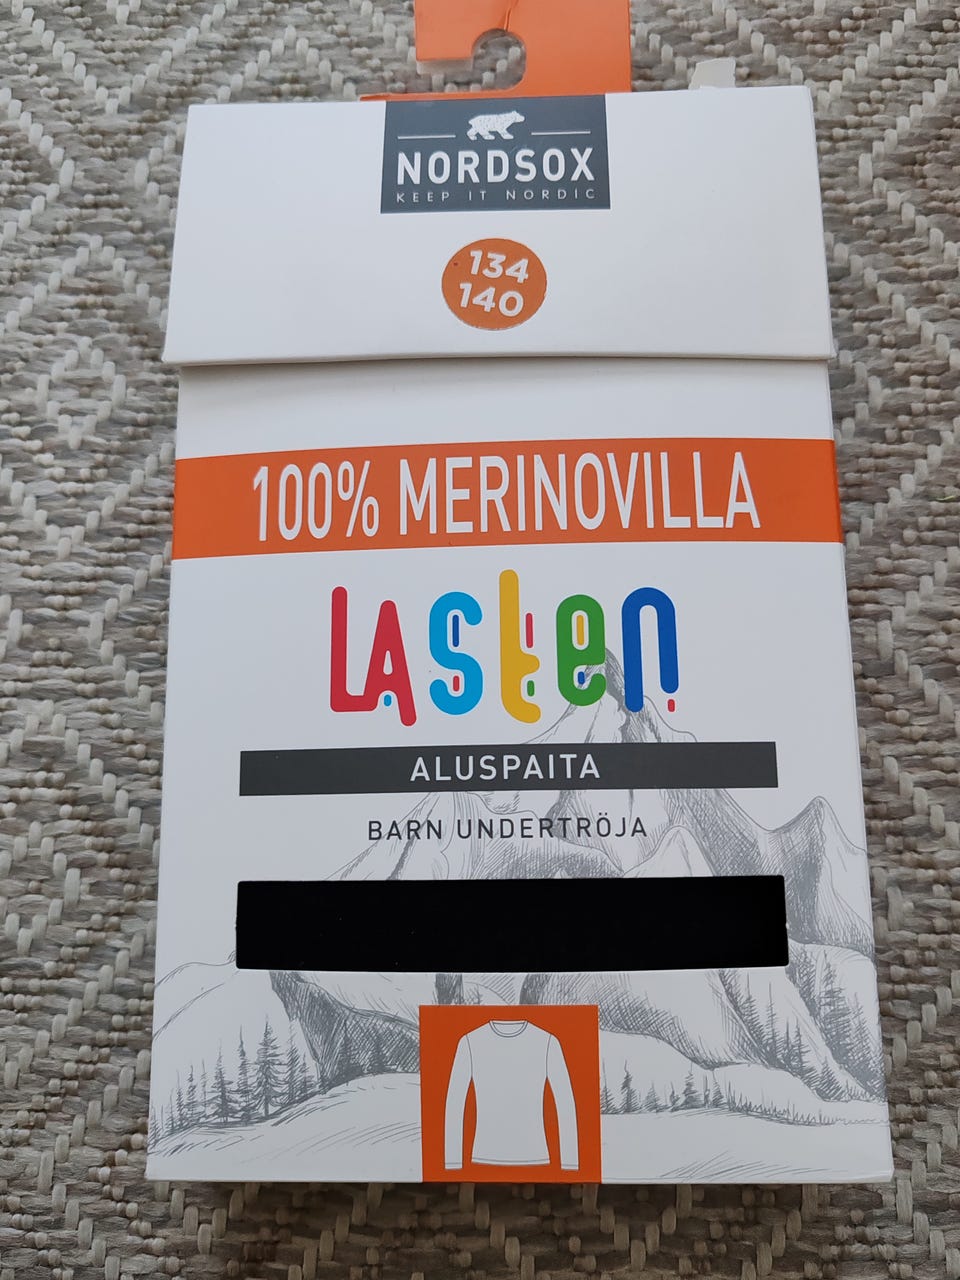 NORDSOX
KEEP IT NORDIC
134
140
100% MERINOVILLA
LASten
ALUSPAITA
BARN UNDERTRÖJA